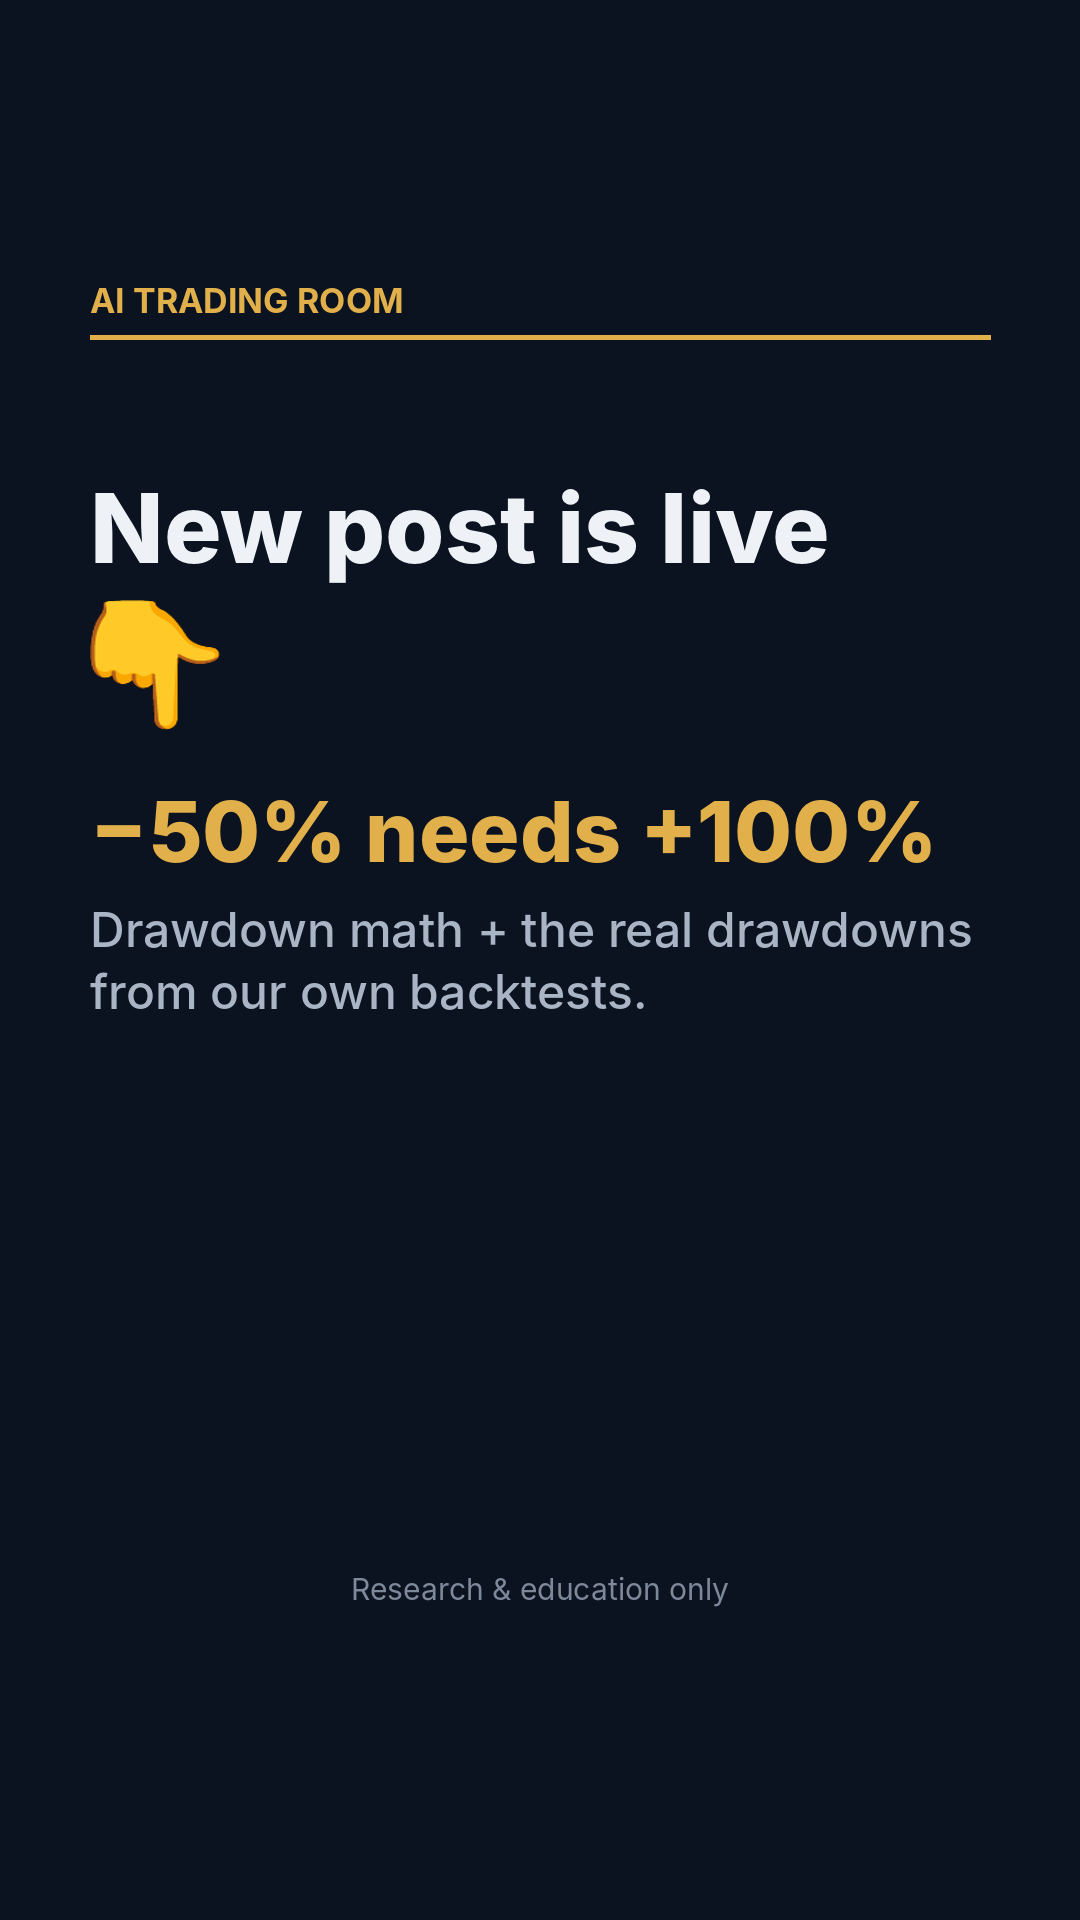 AI TRADING ROOM
New post is live
👇
−50% needs +100%
Drawdown math + the real drawdowns
from our own backtests.
Research & education only